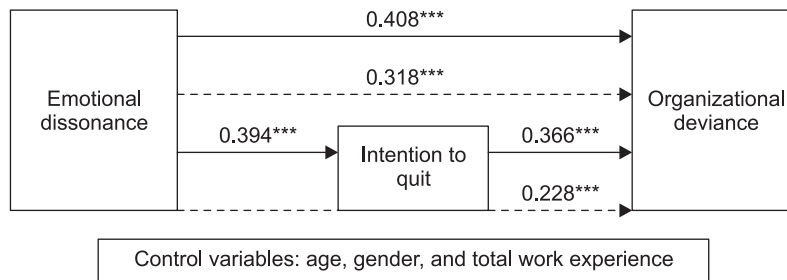 0.408***
0.318***
Emotional
dissonance
Organizational
deviance
0.394***
Intention to
quit
0.366***
0.228***
Control variables: age, gender, and total work experience